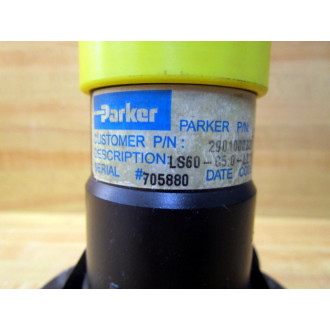 Parker PARKER P/N:
CUSTOMER P/N:
DESCRIPTION: LS60-
SERIAL # 705880 DATE